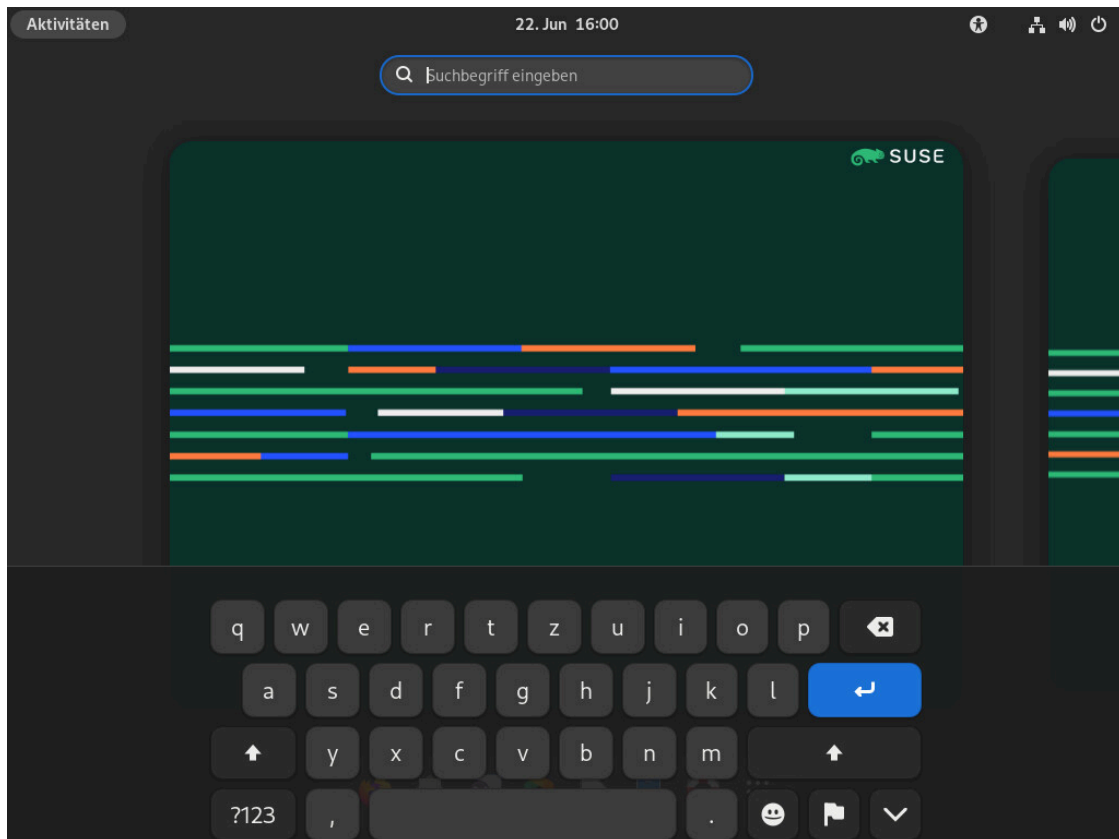 Aktivitäten 22. Jun 16:00
Suchbegriff eingeben
SUSE
q w e r t z u i o p
a s d f g h j k l
y x c v b n m
?123 , .